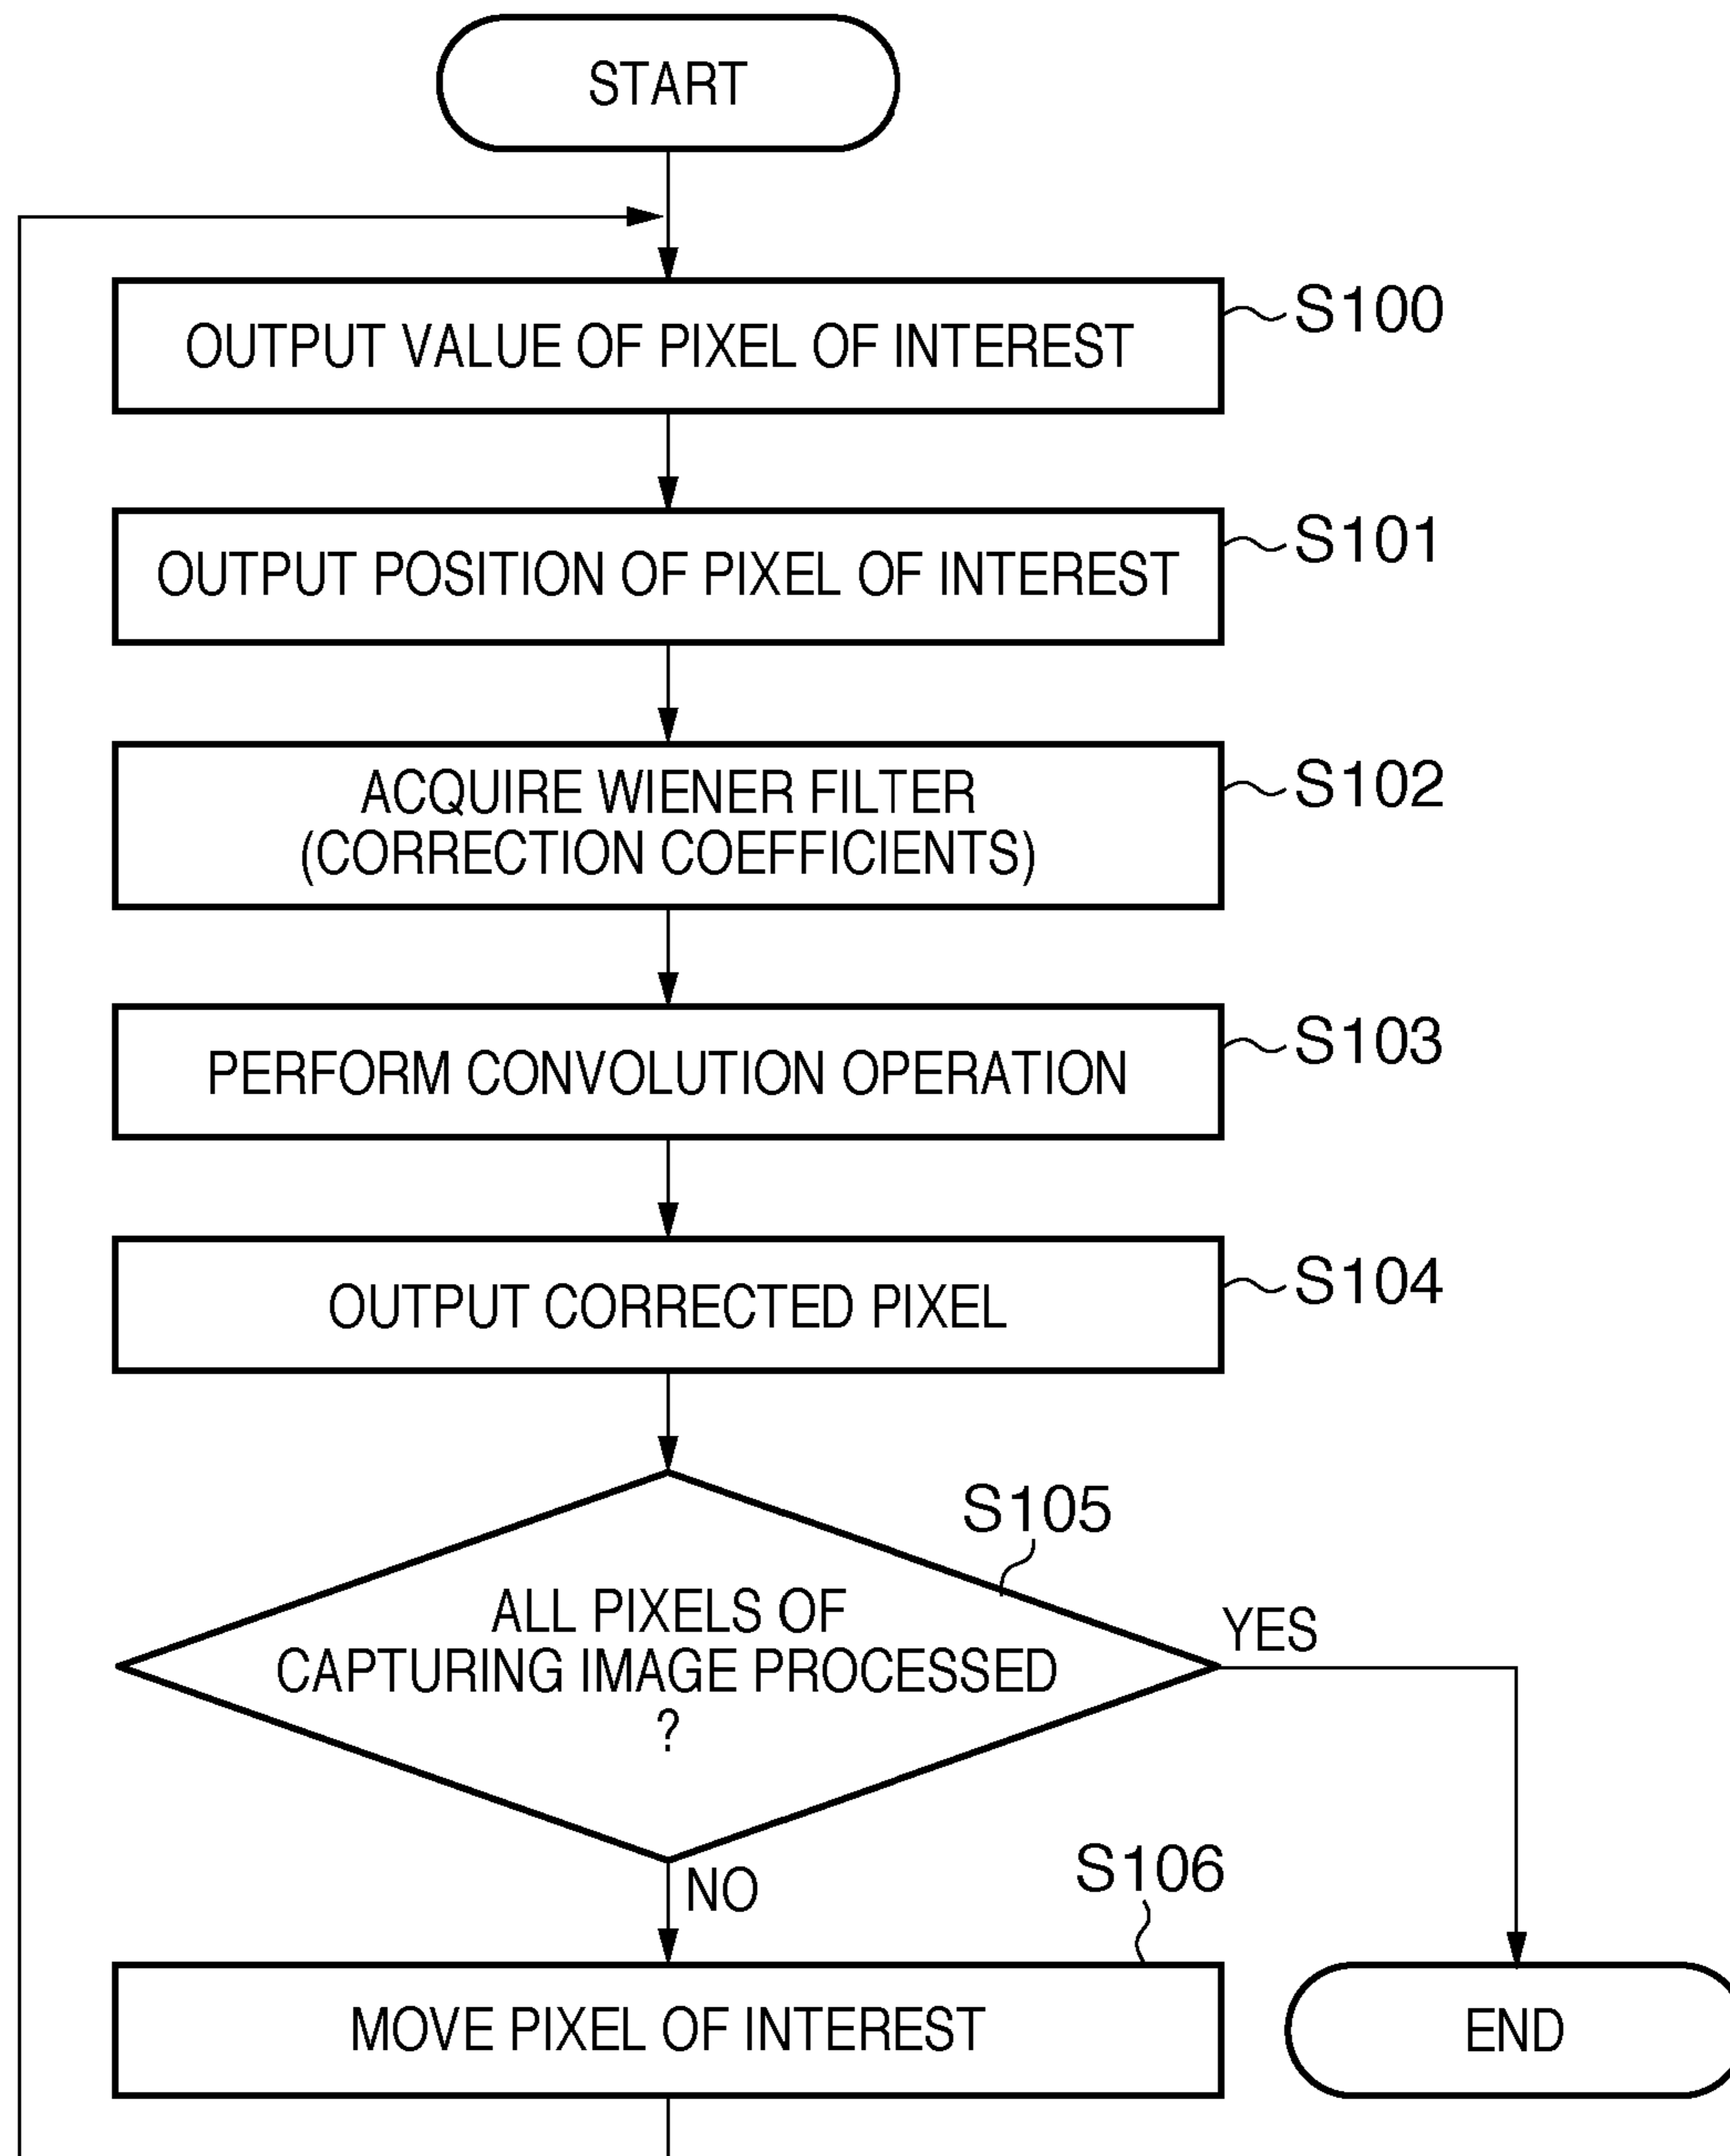 START
OUTPUT VALUE OF PIXEL OF INTEREST
S100
OUTPUT POSITION OF PIXEL OF INTEREST
S101
ACQUIRE WIENER FILTER
(CORRECTION COEFFICIENTS)
S102
PERFORM CONVOLUTION OPERATION
S103
OUTPUT CORRECTED PIXEL
S104
S105
ALL PIXELS OF
CAPTURING IMAGE PROCESSED
?
YES
NO
S106
MOVE PIXEL OF INTEREST
END